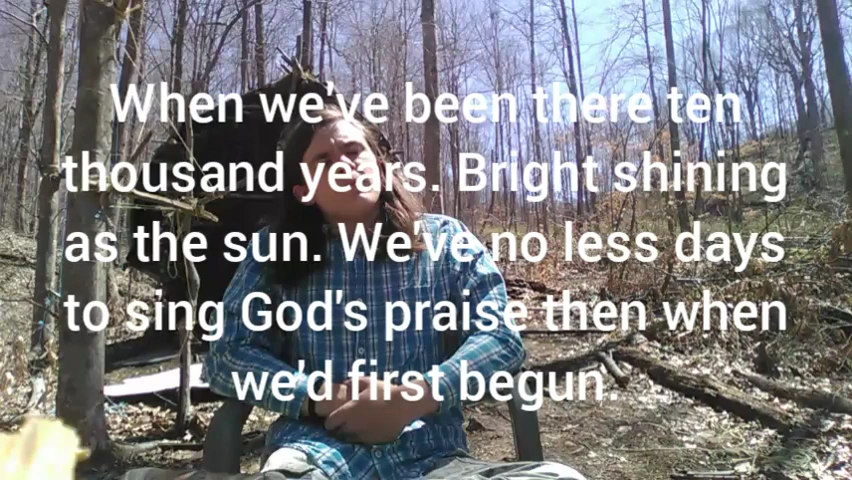 When we've been there ten
thousand years. Bright shining
as the sun. We've no less days
to sing God's praise then when
we'd first begun.